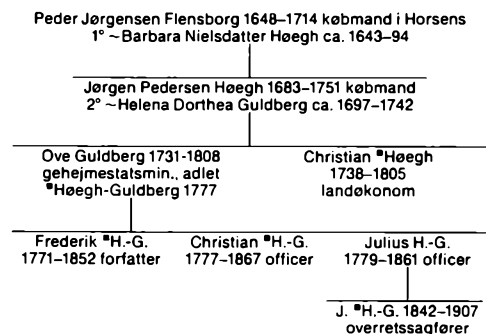 Peder Jørgensen Flensborg 1648–1714 købmand i Horsens
1° ~Barbara Nielsdatter Høegh ca. 1643–94
Jørgen Pedersen Høegh 1683–1751 købmand
2° ~Helena Dorthea Guldberg ca. 1697–1742
Ove Guldberg 1731-1808
gehejmestatsmin., adlet
■Høegh-Guldberg 1777
Christian ■Høegh
1738–1805
landøkonom
Frederik ■H.-G.
1771–1852 forfatter
Christian ■H.-G.
1777–1867 officer
Julius H.-G.
1779–1861 officer
J. ■H.-G. 1842–1907
overretssagfører